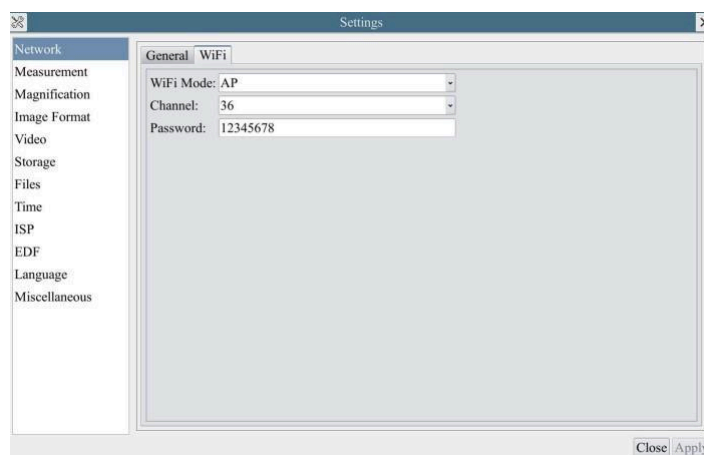 Settings
Network
Measurement
Magnification
Image Format
Video
Storage
Files
Time
ISP
EDF
Language
Miscellaneous
General WiFi
WiFi Mode: AP
Channel: 36
Password: 12345678
Close Apply